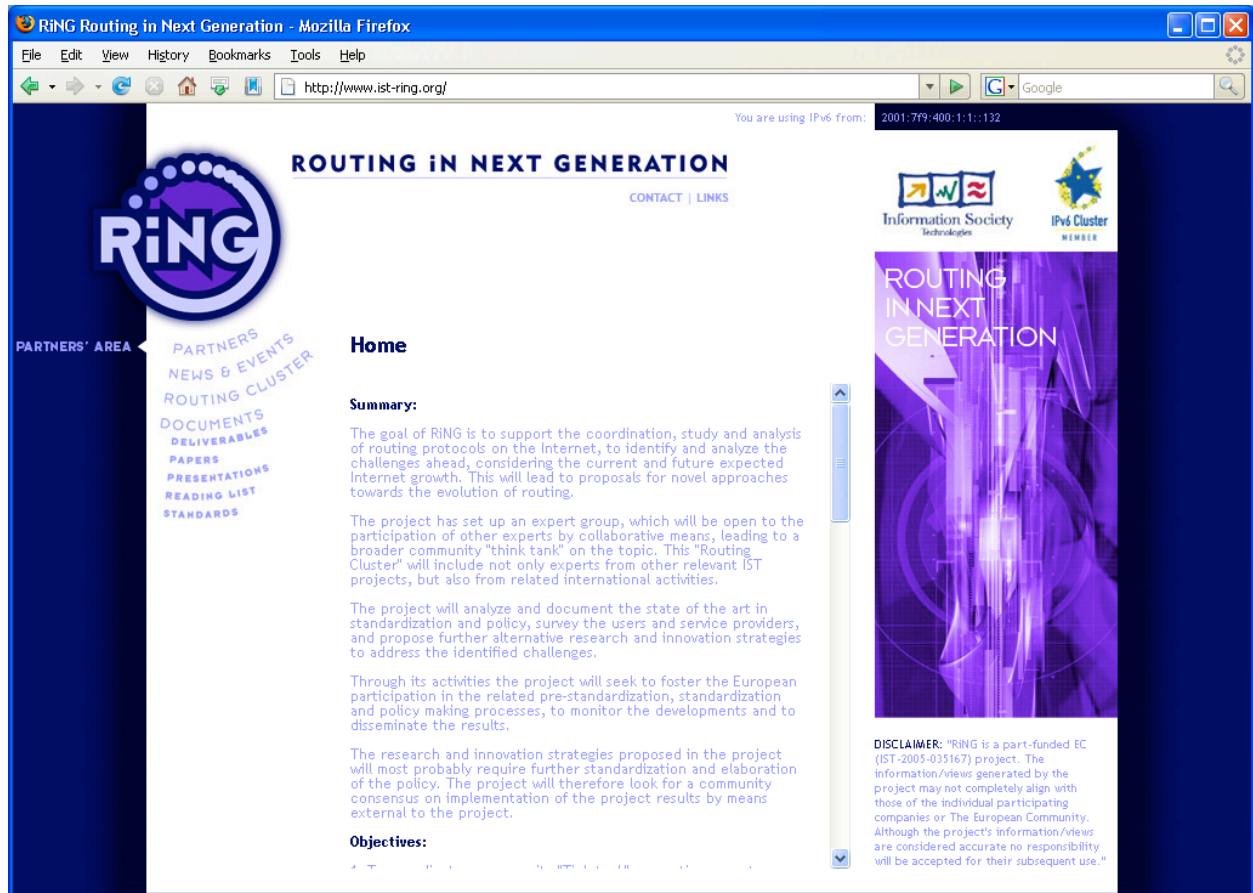 RiNG Routing in Next Generation - Mozilla Firefox
File Edit View History Bookmarks Tools Help
http://www.ist-ring.org/
G Google
You are using IPv6 from: 2001:7f9:400:1:1::132
ROUTING iN NEXT GENERATION
CONTACT | LINKS
RiNG
Information Society
Technologies
IPv6 Cluster
MEMBER
ROUTING
IN NEXT
GENERATION
PARTNERS' AREA
PARTNERS
NEWS & EVENTS
ROUTING CLUSTER
DOCUMENTS
DELIVERABLES
PAPERS
PRESENTATIONS
READING LIST
STANDARDS
Home
Summary:
The goal of RiNG is to support the coordination, study and analysis
of routing protocols on the Internet, to identify and analyze the
challenges ahead, considering the current and future expected
Internet growth. This will lead to proposals for novel approaches
towards the evolution of routing.
The project has set up an expert group, which will be open to the
participation of other experts by collaborative means, leading to a
broader community "think tank" on the topic. This "Routing
Cluster" will include not only experts from other relevant IST
projects, but also from related international activities.
The project will analyze and document the state of the art in
standardization and policy, survey the users and service providers,
and propose further alternative research and innovation strategies
to address the identified challenges.
Through its activities the project will seek to foster the European
participation in the related pre-standardization, standardization
and policy making processes, to monitor the developments and to
disseminate the results.
The research and innovation strategies proposed in the project
will most probably require further standardization and elaboration
of the policy. The project will therefore look for a community
consensus on implementation of the project results by means
external to the project.
Objectives:
DISCLAIMER: "RiNG is a part-funded EC
(IST-2005-035167) project. The
information/views generated by the
project may not completely align with
those of the individual participating
companies or The European Community.
Although the project's information/views
are considered accurate no responsibility
will be accepted for their subsequent use."